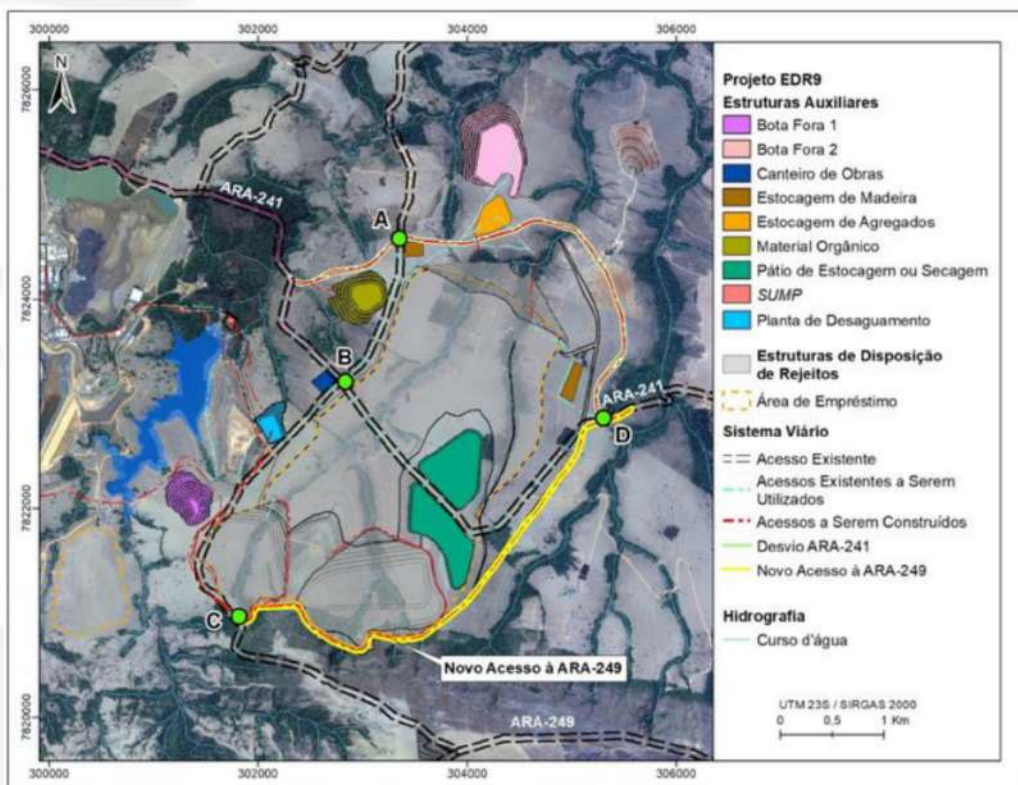 300000
302000
304000
306000
N
7826000
7824000
7822000
7820000
ARA-241
A
B
ARA-241
D
C
Novo Acesso à ARA-249
ARA-249
300000
302000
304000
306000
Projeto EDR9
Estruturas Auxiliares
Bota Fora 1
Bota Fora 2
Canteiro de Obras
Estocagem de Madeira
Estocagem de Agregados
Material Orgânico
Pátio de Estocagem ou Secagem
SUMP
Planta de Desaguamento
Estruturas de Disposição
de Rejeitos
Área de Empréstimo
Sistema Viário
Acesso Existente
Acessos Existentes a Serem
Utilizados
Acessos a Serem Construídos
Desvio ARA-241
Novo Acesso à ARA-249
Hidrografia
Curso d'água
UTM 23S / SIRGAS 2000
0 0,5 1 Km